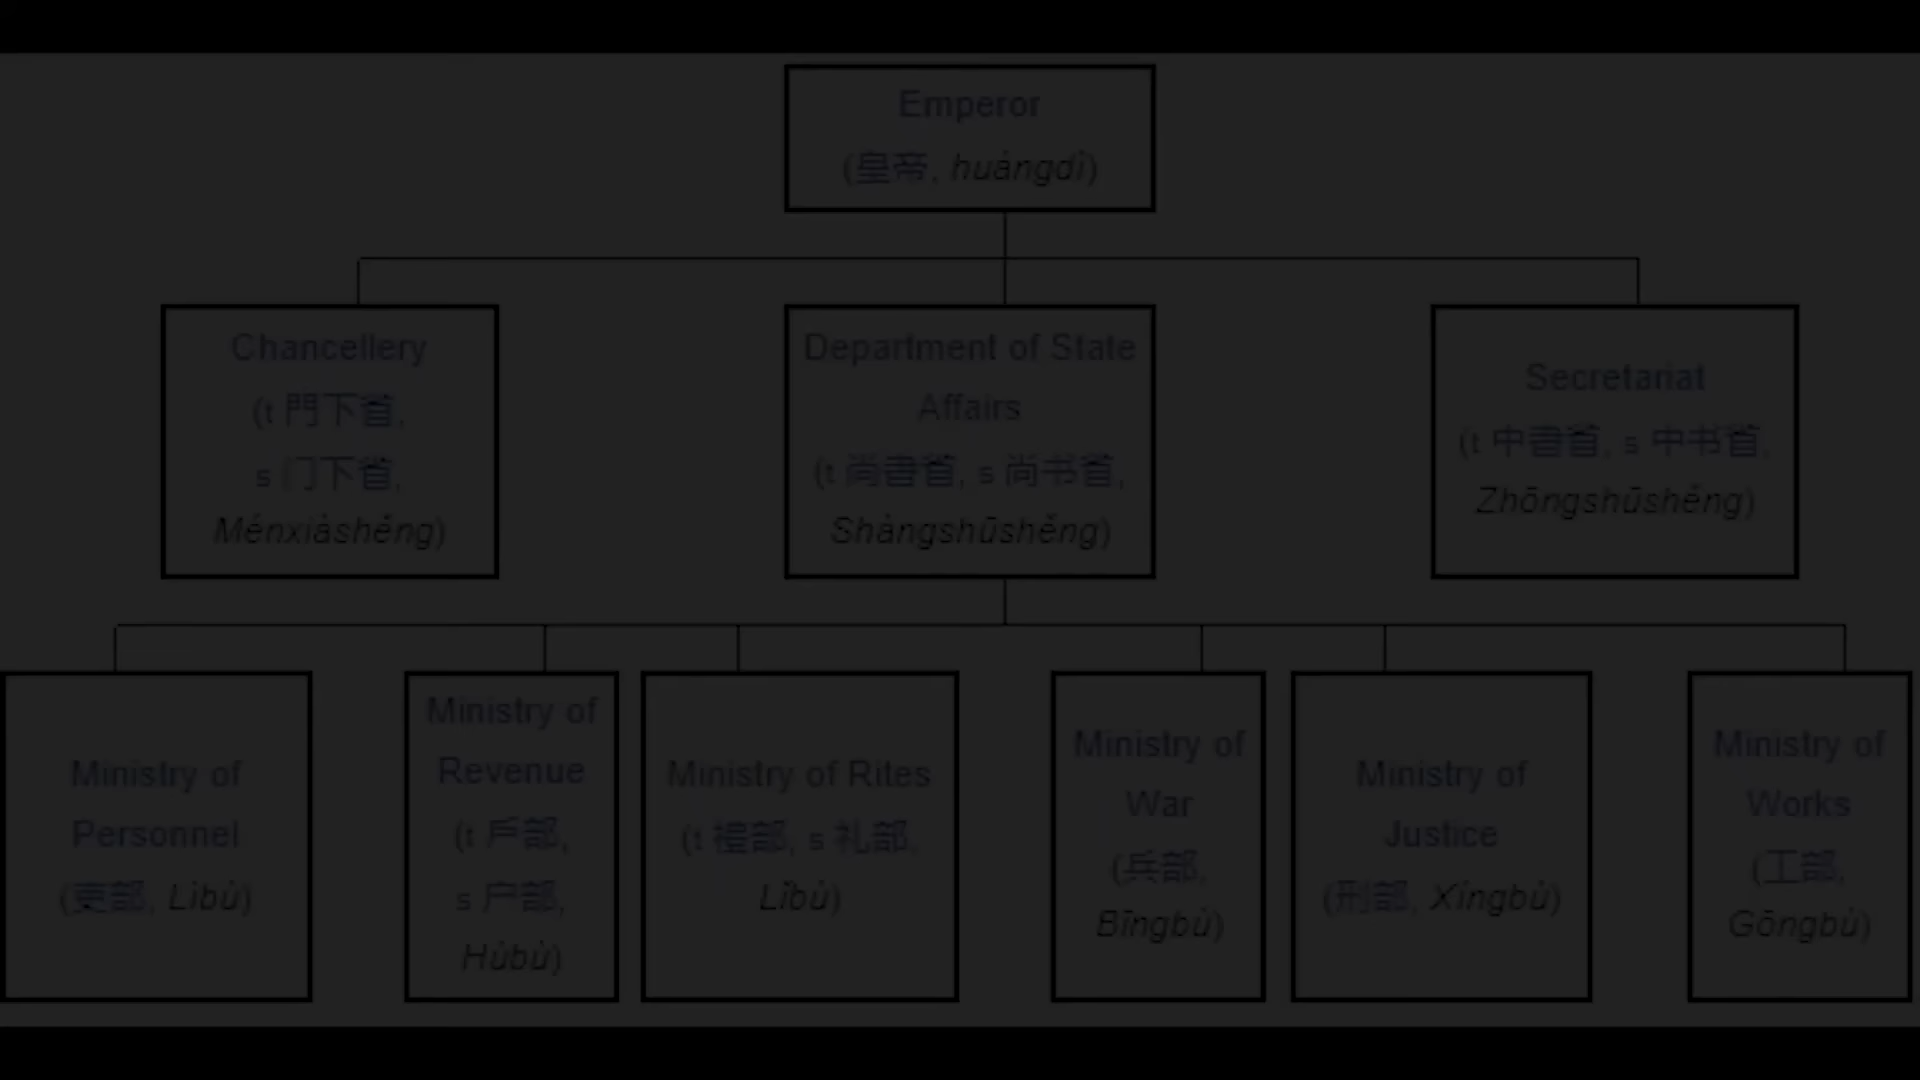 Emperor
(皇帝, huángdì)
Chancellery
(t 門下省,
s 门下省,
Ménxiàshěng)
Department of State
Affairs
(t 尚書省, s 尚书省,
Shàngshūshěng)
Secretariat
(t 中書省, s 中书省,
Zhōngshūshěng)
Ministry of
Personnel
(吏部, Lìbù)
Ministry of
Revenue
(t 戶部,
s 户部,
Hùbù)
Ministry of Rites
(t 禮部, s 礼部,
Lǐbù)
Ministry of
War
(兵部,
Bīngbù)
Ministry of
Justice
(刑部, Xíngbù)
Ministry of
Works
(工部,
Gōngbù)